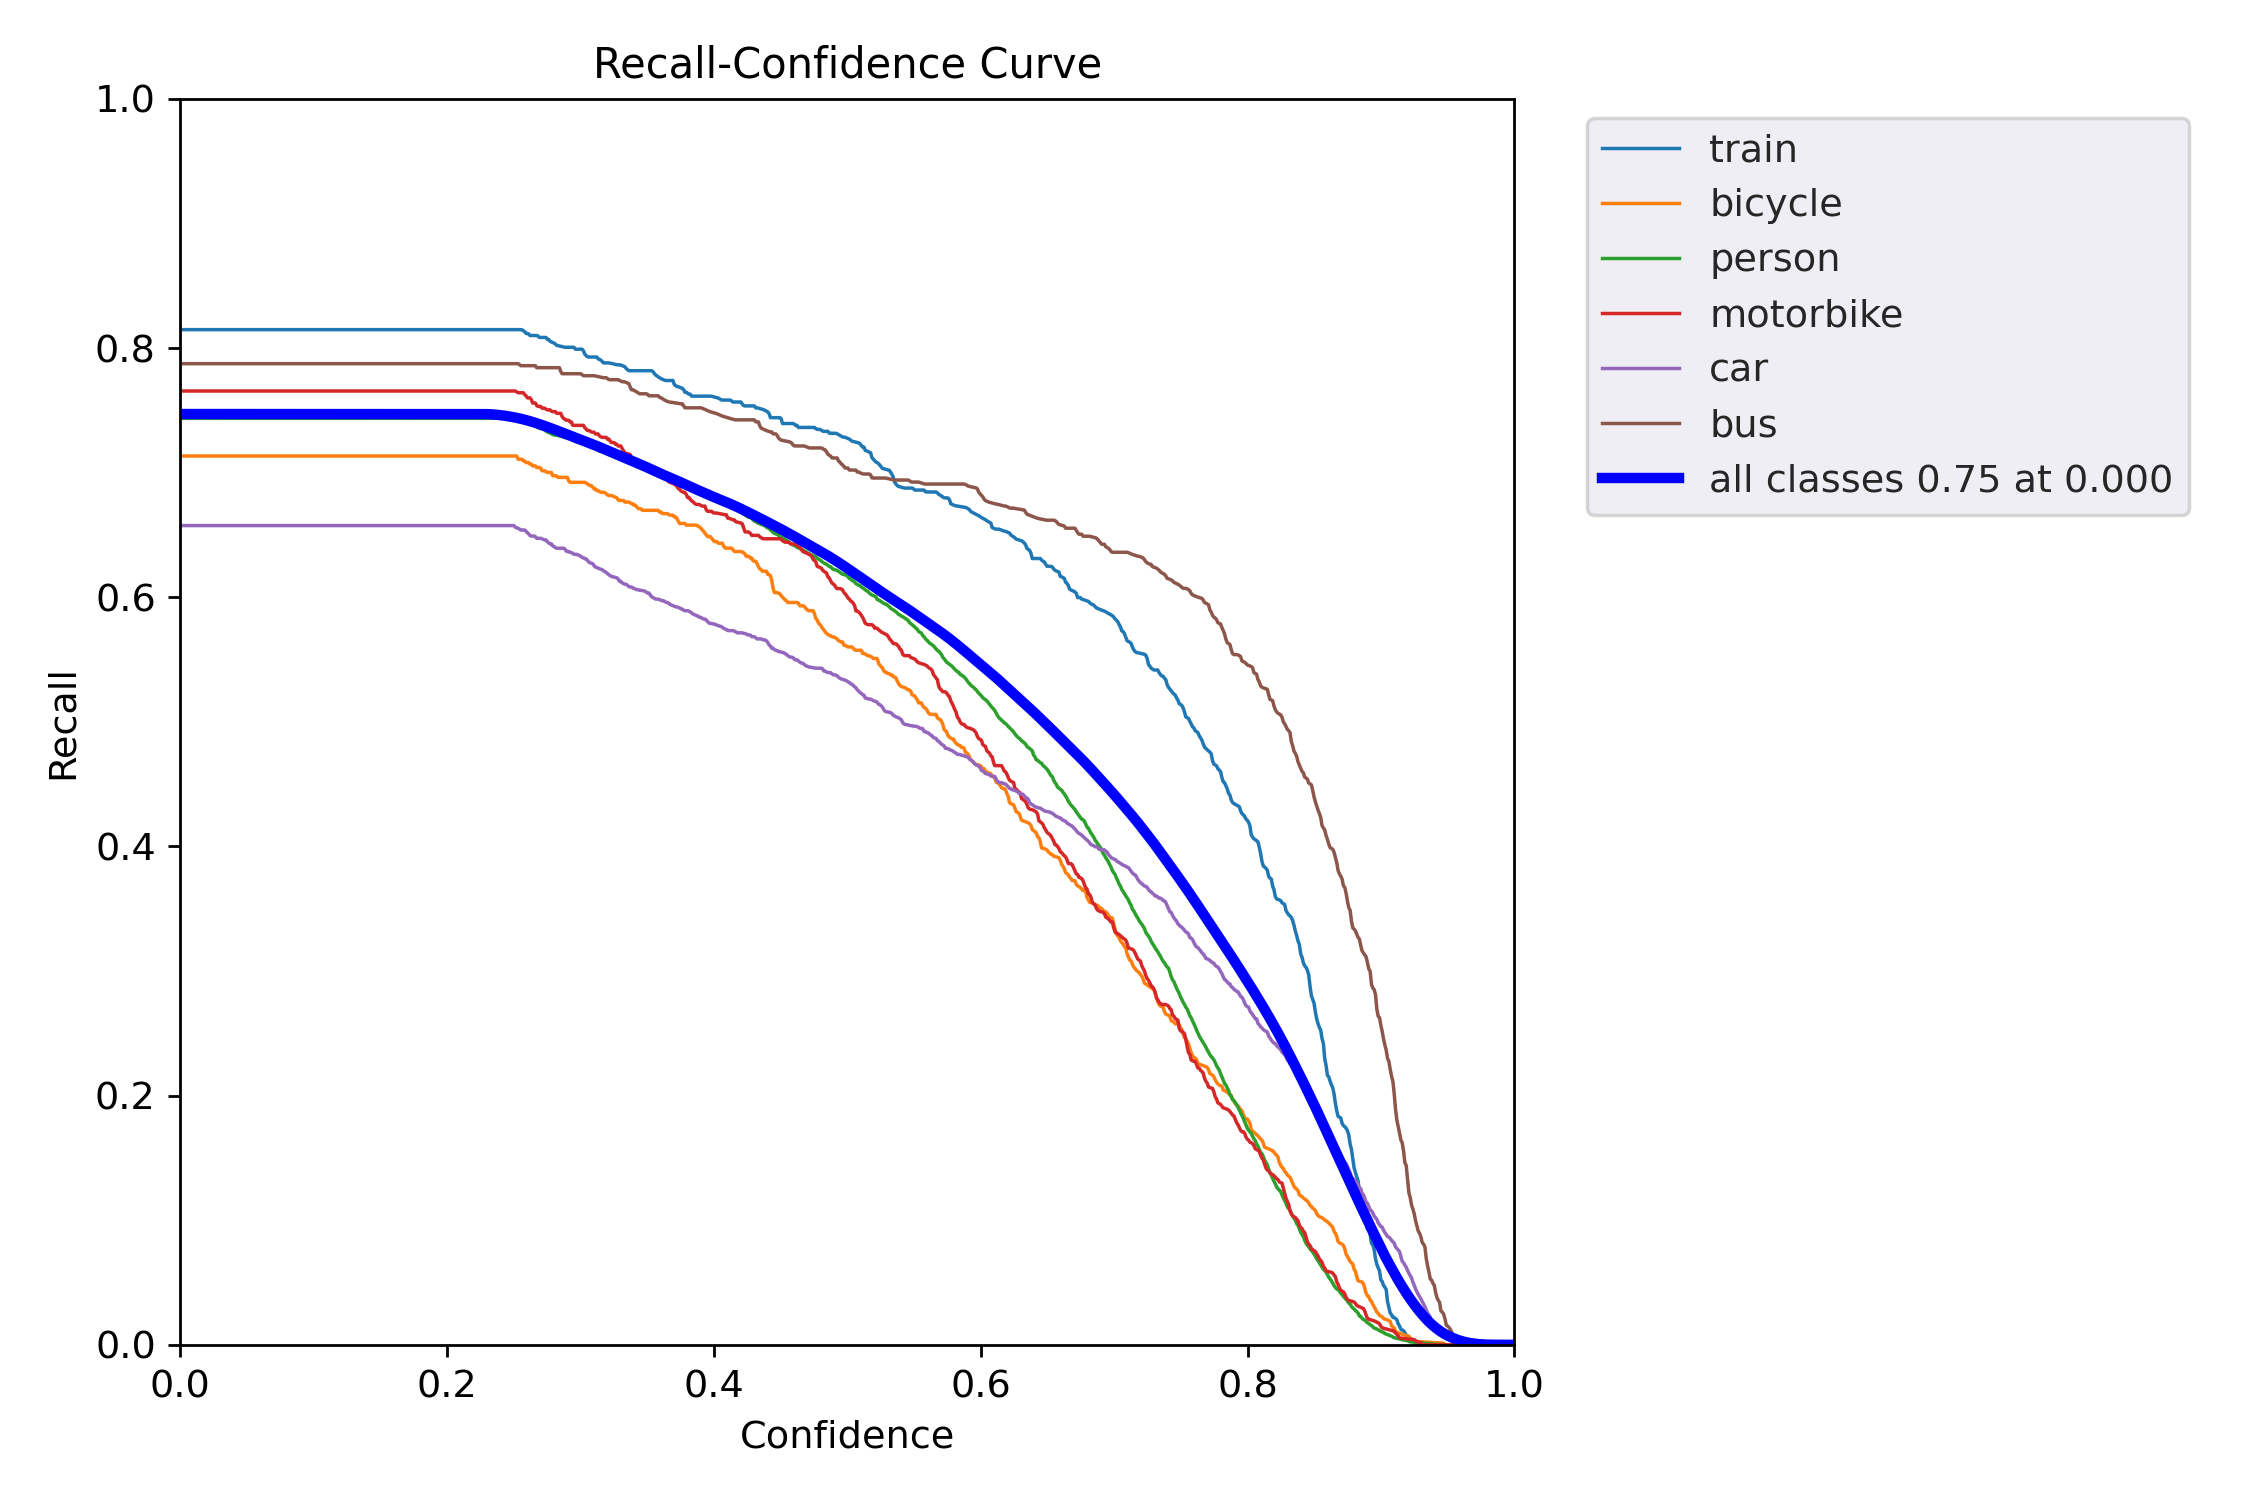 Recall-Confidence Curve
1.0
0.8
0.6
0.4
0.2
0.0
Recall
0.0 0.2 0.4 0.6 0.8 1.0
Confidence
train
bicycle
person
motorbike
car
bus
all classes 0.75 at 0.000